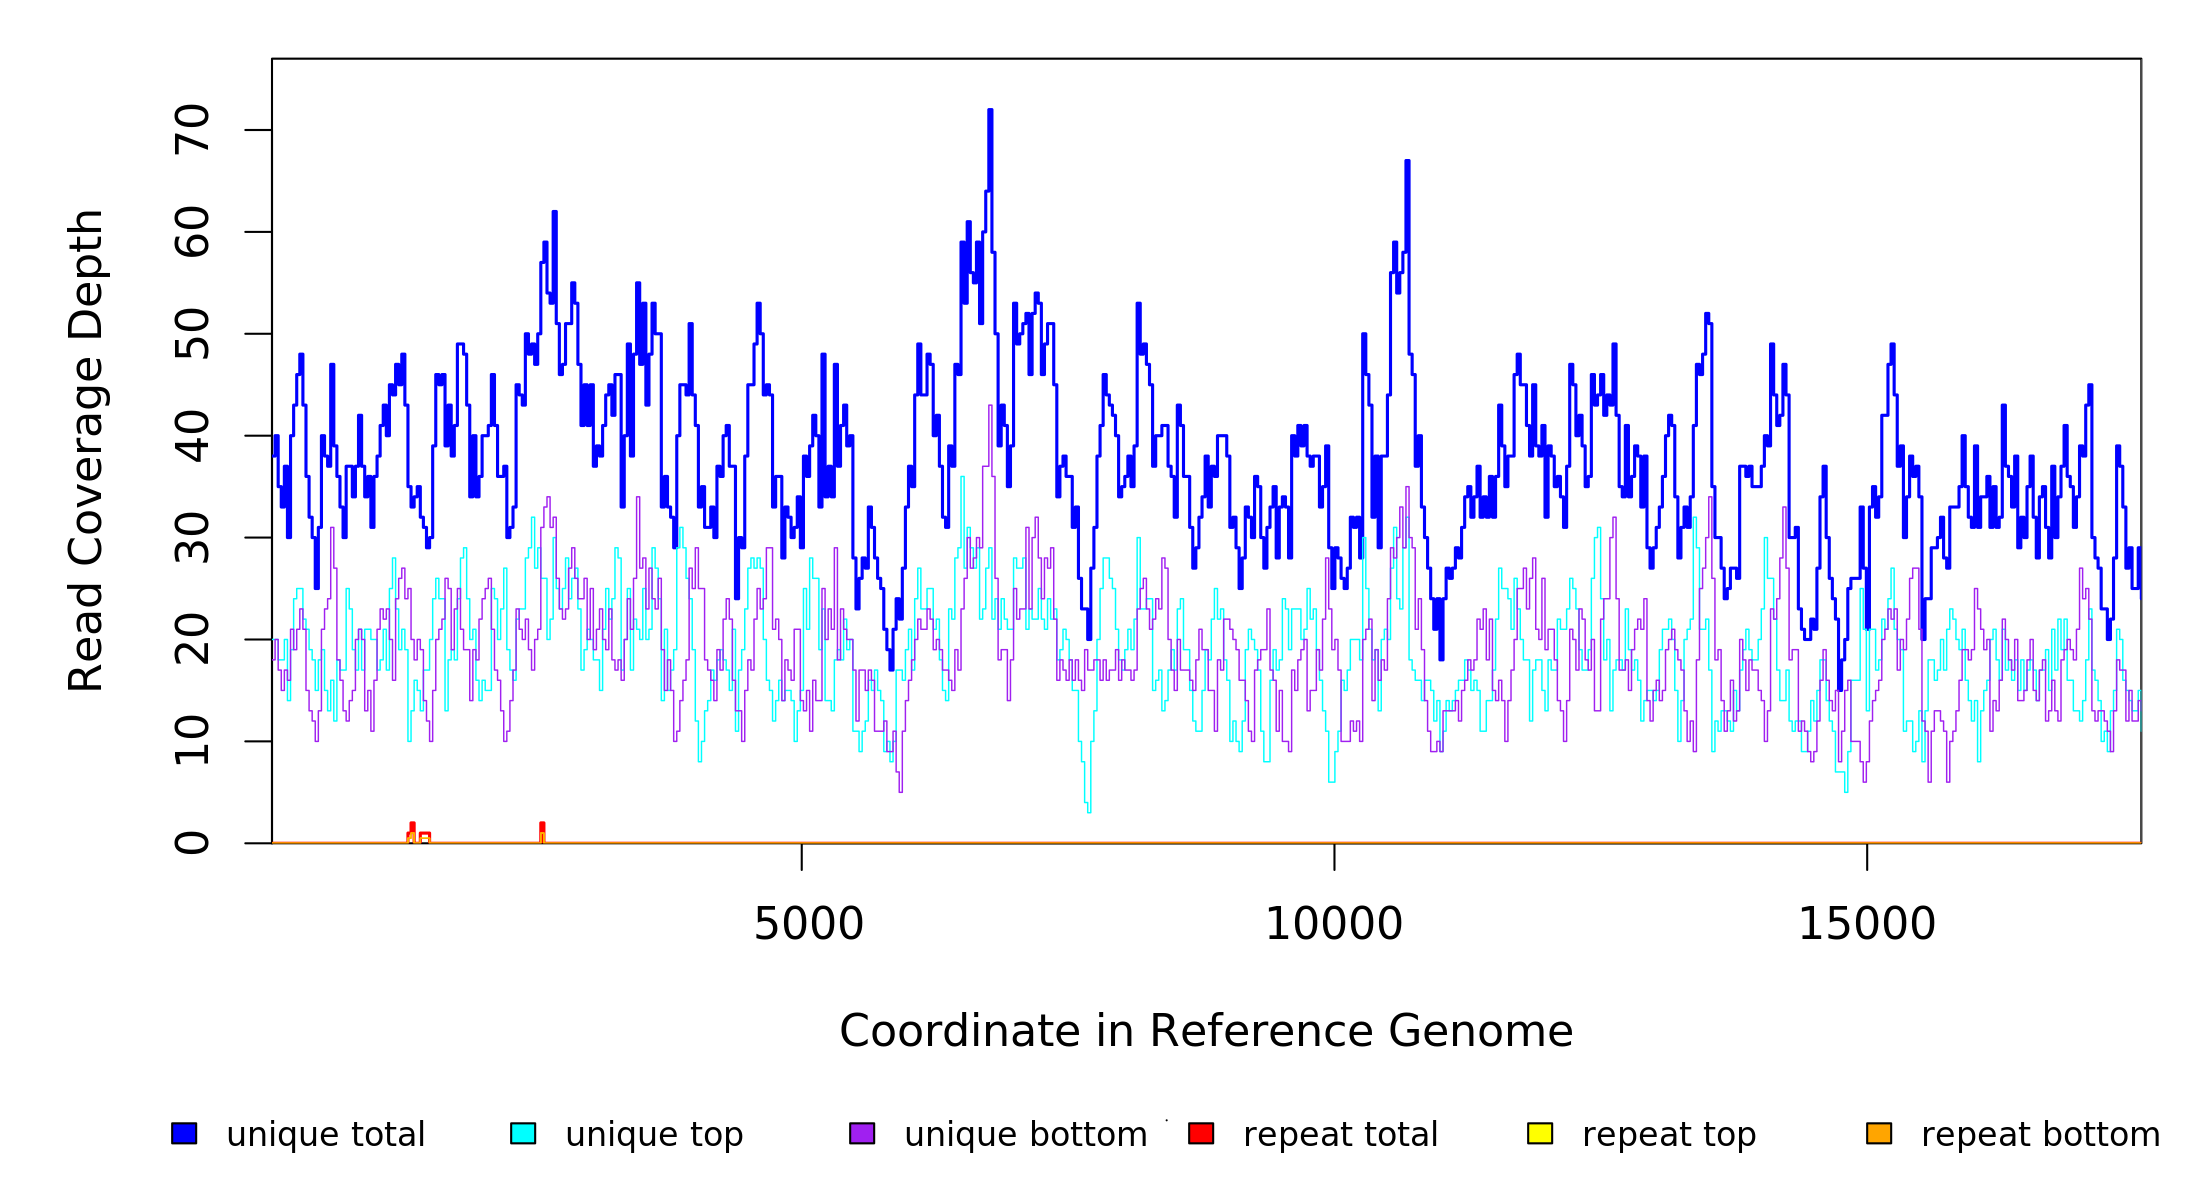 Read Coverage Depth
70
60
50
40
30
20
10
0
5000 10000 15000
Coordinate in Reference Genome
unique total unique top unique bottom repeat total repeat top repeat bottom